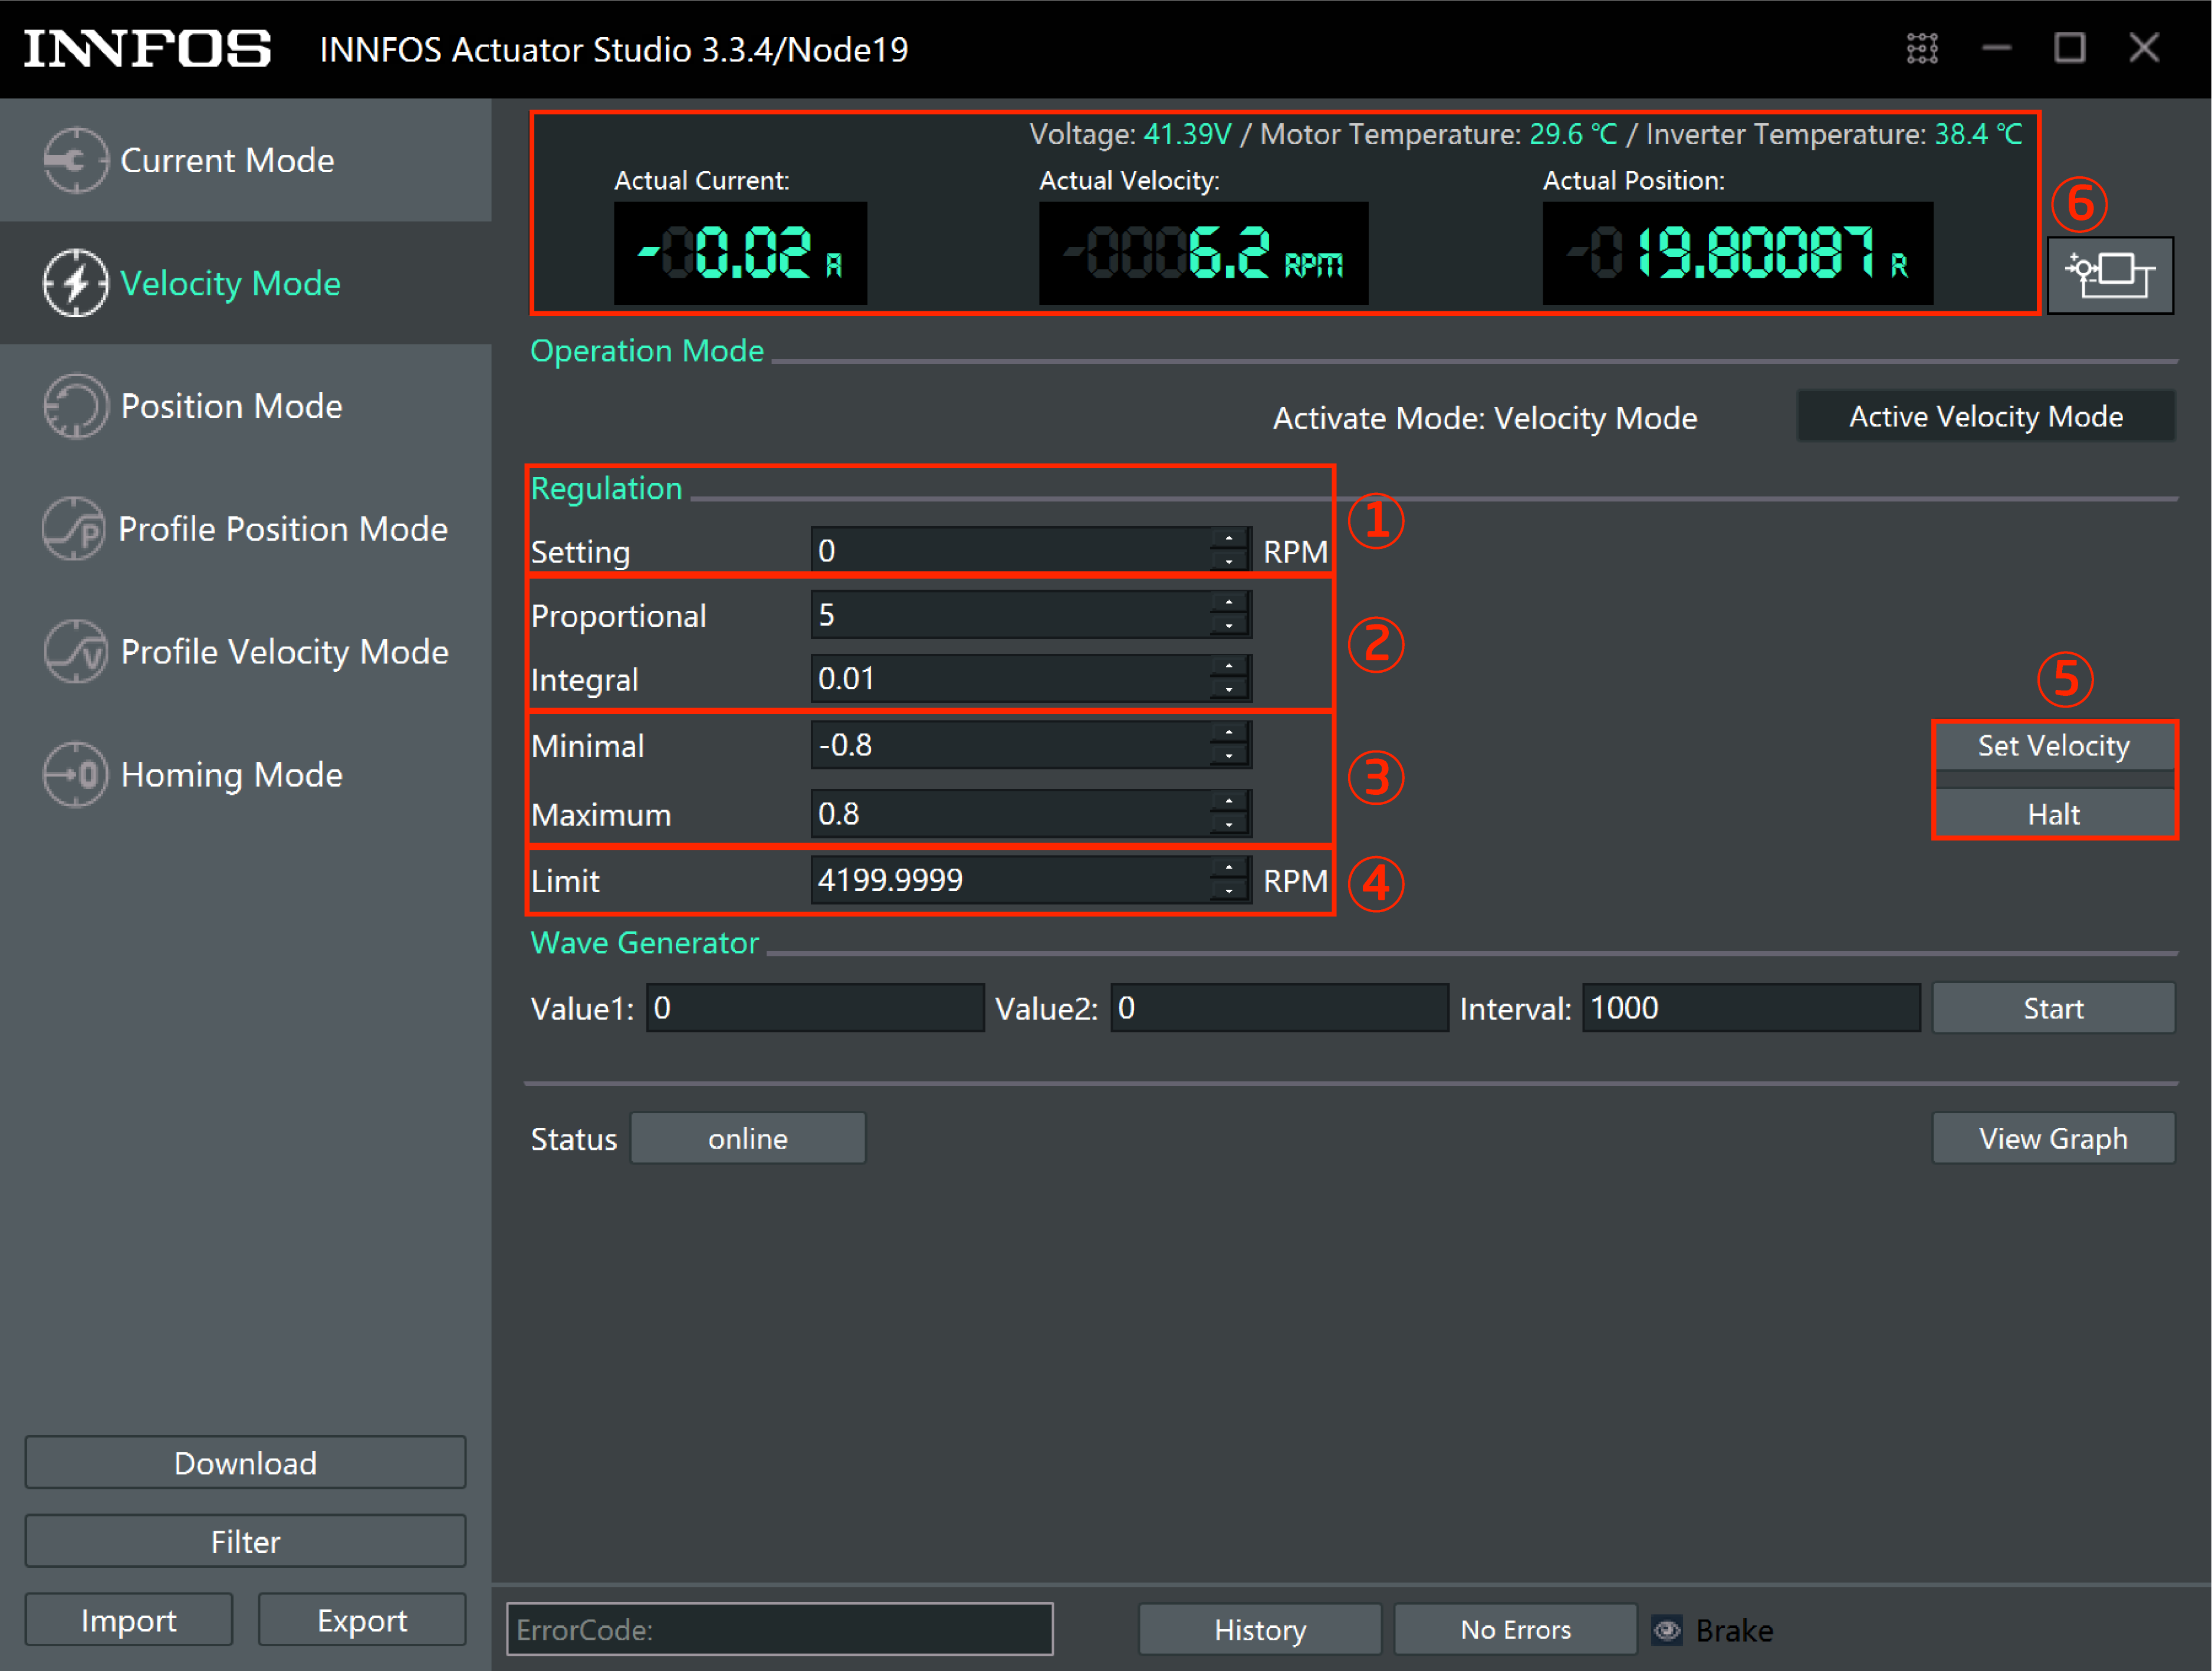 INNFOS INNFOS Actuator Studio 3.3.4/Node19
Current Mode
Velocity Mode
Position Mode
Profile Position Mode
Profile Velocity Mode
Homing Mode
Download
Filter
Import Export
Voltage: 41.39V / Motor Temperature: 29.6 ℃ / Inverter Temperature: 38.4 ℃
Actual Current: Actual Velocity: Actual Position:
-0.02 A 6.2 RPM 19.80087 R
⑥
Operation Mode
Activate Mode: Velocity Mode Active Velocity Mode
Regulation
①
Setting 0 RPM
Proportional 5
②
Integral 0.01
⑤
Minimal -0.8 Set Velocity
③
Maximum 0.8 Halt
Limit 4199.9999 RPM ④
Wave Generator
Value1: 0 Value2: 0 Interval: 1000 Start
Status online View Graph
ErrorCode: History No Errors Brake